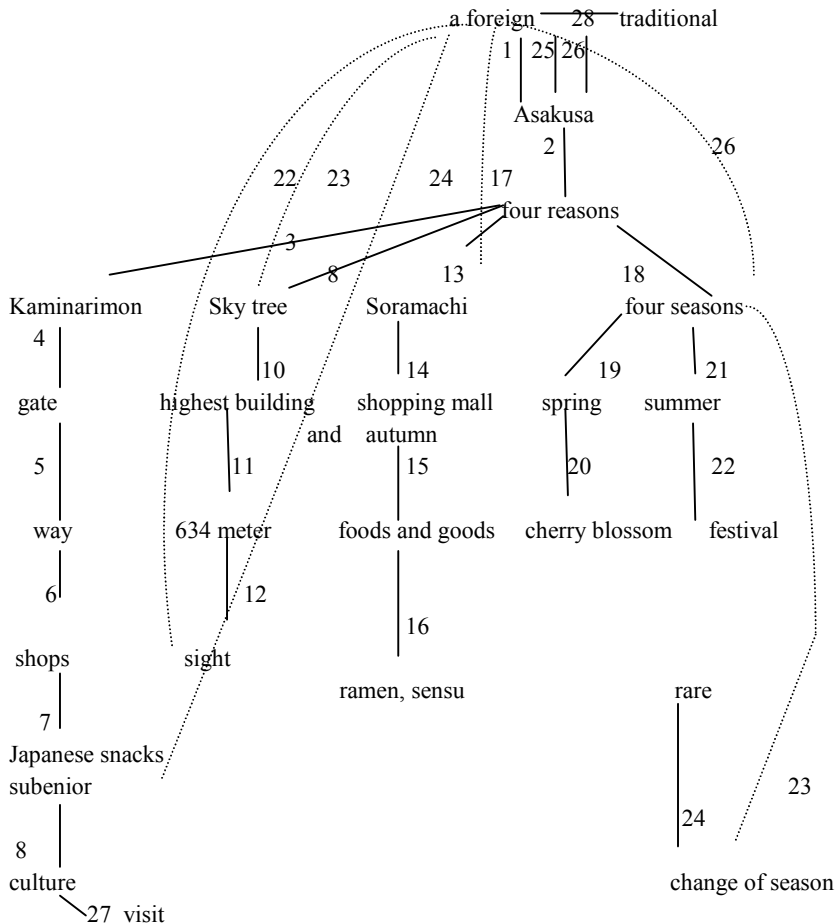 a foreign 28 traditional
1 25 26
Asakusa
2 26
22 23 24 17
four reasons
3
8 13 18
Kaminarimon Sky tree Soramachi four seasons
4
10 14 19 21
gate highest building shopping mall spring summer
and autumn
5 11 15 20 22
way 634 meter foods and goods cherry blossom festival
6 12
16
shops sight
ramen, sensu rare
7
Japanese snacks
subenior 23
24
8
culture change of season
27 visit